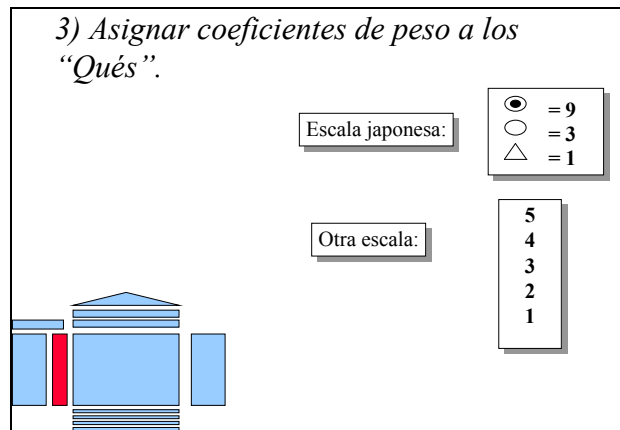 3) Asignar coeficientes de peso a los
“Qués”.
Escala japonesa:
= 9
= 3
= 1
Otra escala:
5
4
3
2
1